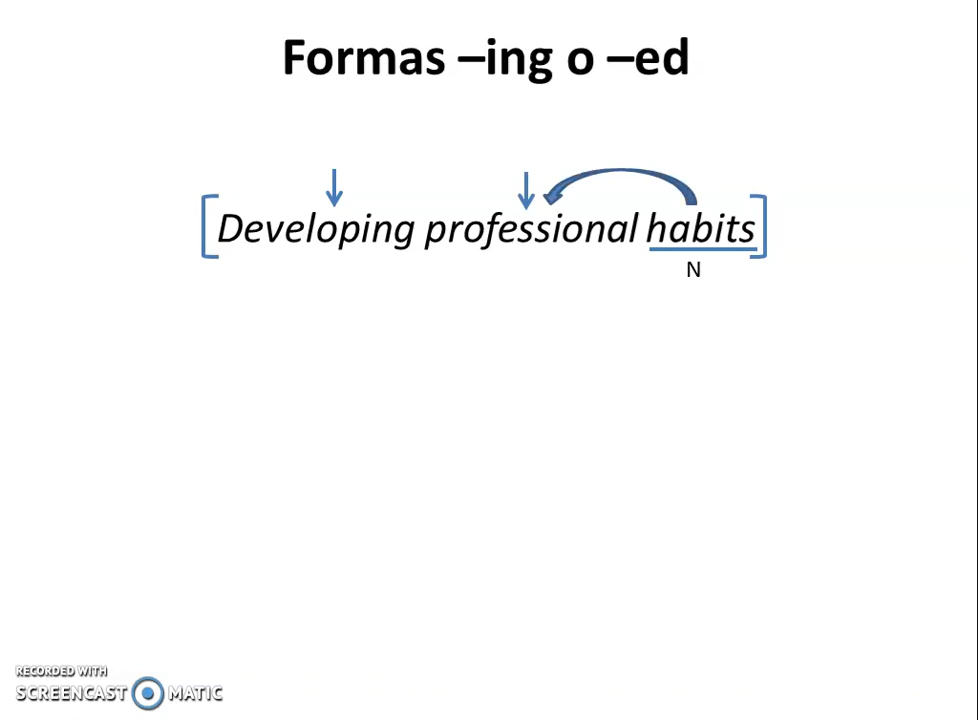 Formas –ing o –ed
Developing professional habits
N
RECORDED WITH
SCREENCAST MATIC